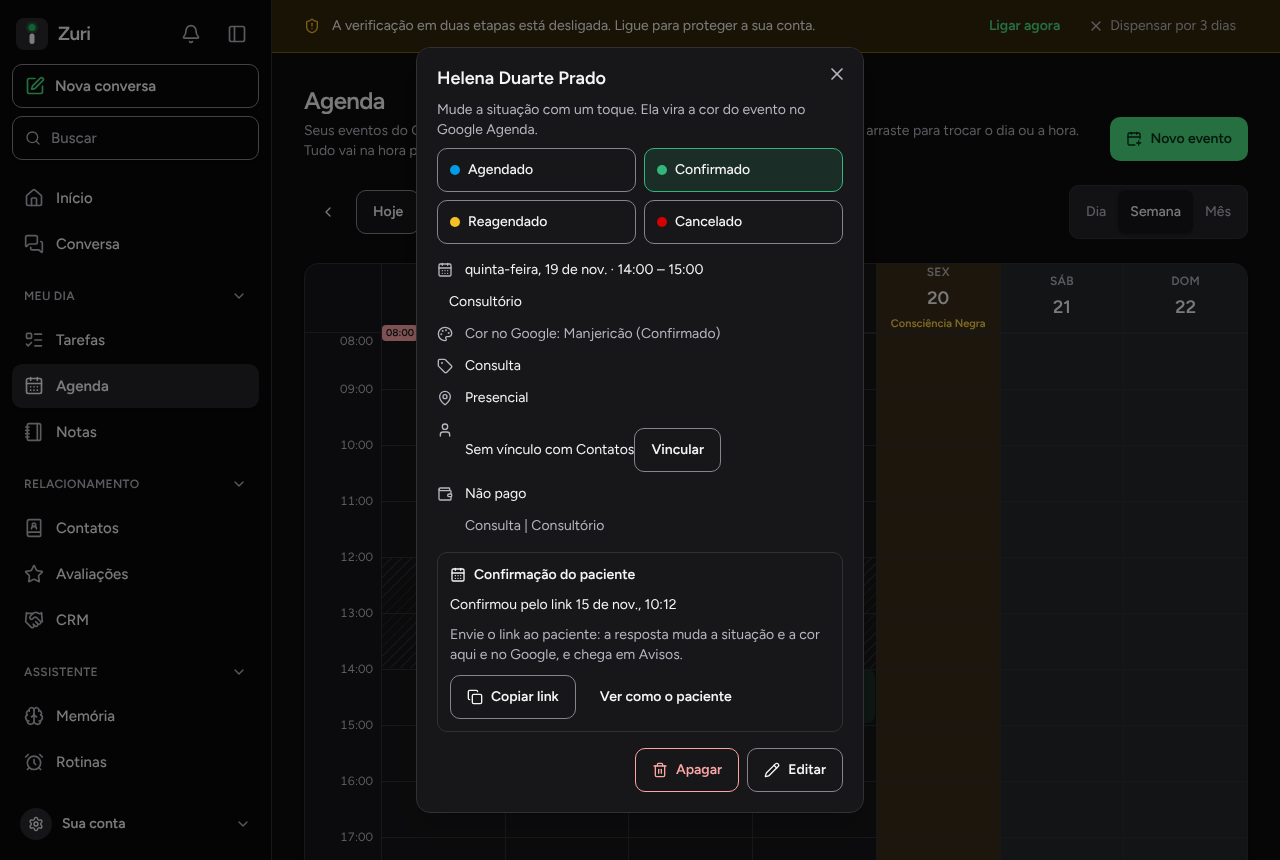 Zuri
Nova conversa
Buscar
Início
Conversa
MEU DIA
Tarefas
Agenda
Notas
RELACIONAMENTO
Contatos
Avaliações
CRM
ASSISTENTE
Memória
Rotinas
Sua conta
A verificação em duas etapas está desligada. Ligue para proteger a sua conta.
Ligar agora
Dispensar por 3 dias
Agenda
Seus eventos do
arraste para trocar o dia ou a hora.
Tudo vai na hora
Novo evento
Hoje
Dia
Semana
Mês
SEX
20
Consciência Negra
SÁB
21
DOM
22
08:00
08:00
09:00
10:00
11:00
12:00
13:00
14:00
15:00
16:00
17:00
Helena Duarte Prado
Mude a situação com um toque. Ela vira a cor do evento no
Google Agenda.
Agendado
Confirmado
Reagendado
Cancelado
quinta-feira, 19 de nov. · 14:00 – 15:00
Consultório
Cor no Google: Manjericão (Confirmado)
Consulta
Presencial
Sem vínculo com Contatos
Vincular
Não pago
Consulta | Consultório
Confirmação do paciente
Confirmou pelo link 15 de nov., 10:12
Envie o link ao paciente: a resposta muda a situação e a cor
aqui e no Google, e chega em Avisos.
Copiar link
Ver como o paciente
Apagar
Editar